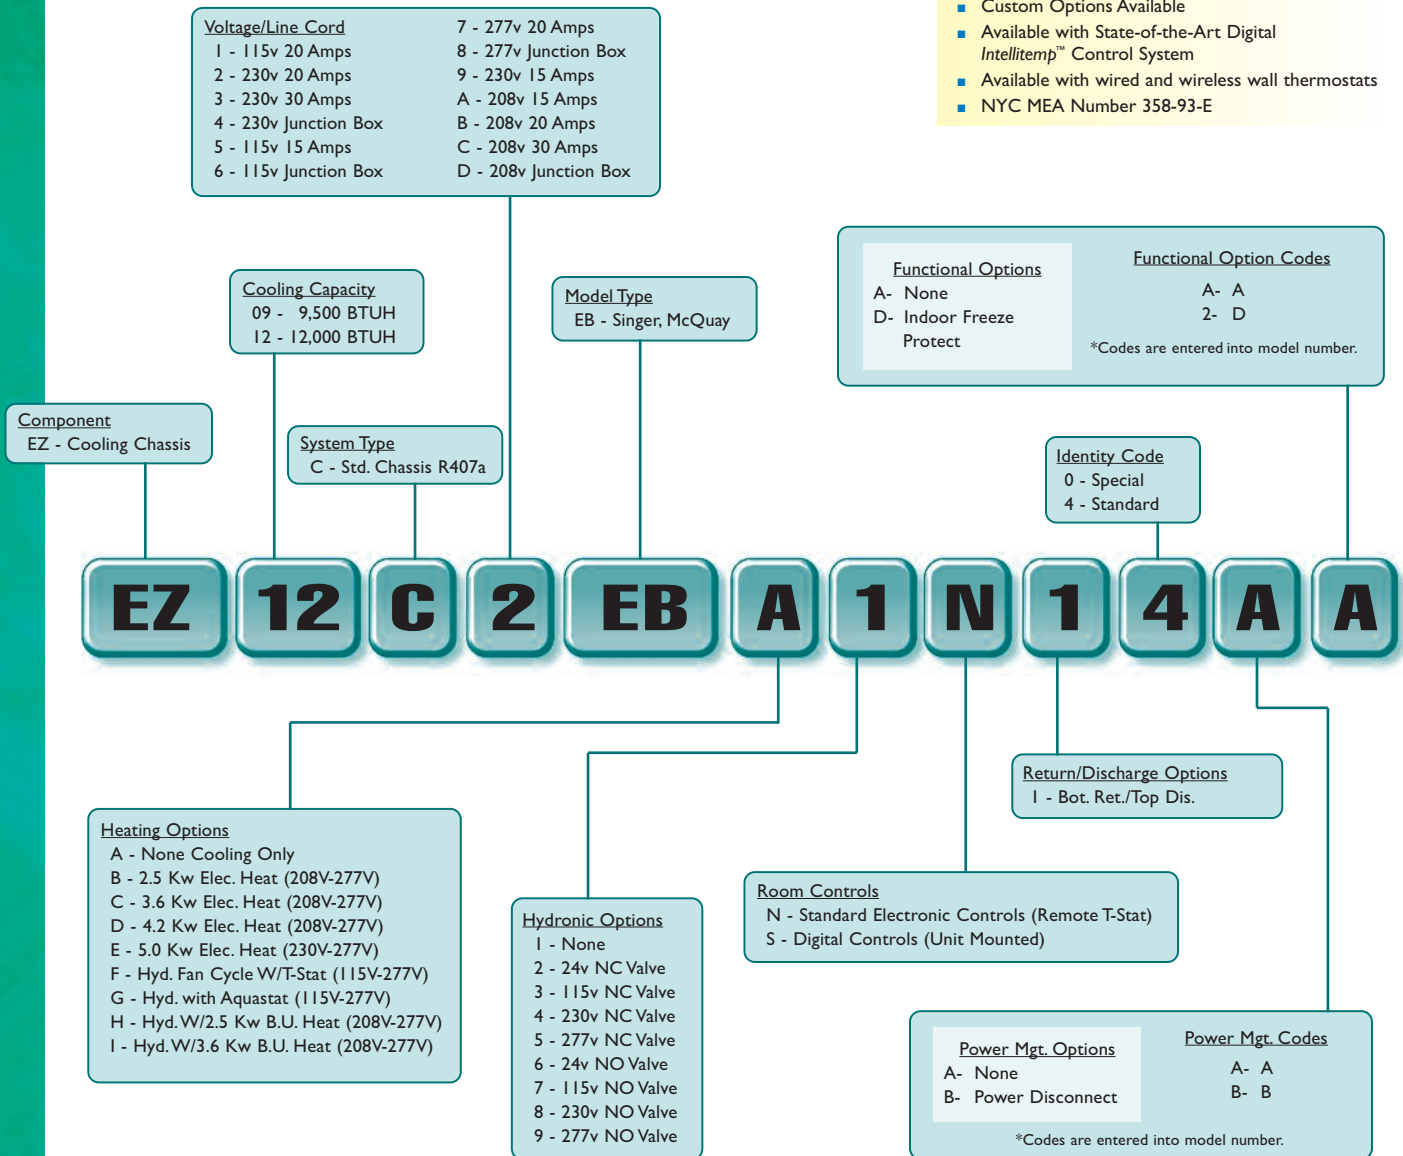 Custom Options Available
Available with State-of-the-Art Digital
Intellitemp™ Control System
Available with wired and wireless wall thermostats
NYC MEA Number 358-93-E
Voltage/Line Cord
1 - 115v 20 Amps
2 - 230v 20 Amps
3 - 230v 30 Amps
4 - 230v Junction Box
5 - 115v 15 Amps
6 - 115v Junction Box
7 - 277v 20 Amps
8 - 277v Junction Box
9 - 230v 15 Amps
A - 208v 15 Amps
B - 208v 20 Amps
C - 208v 30 Amps
D - 208v Junction Box
Cooling Capacity
09 - 9,500 BTUH
12 - 12,000 BTUH
Model Type
EB - Singer, McQuay
Functional Options
A- None
D- Indoor Freeze
Protect
Functional Option Codes
A- A
2- D
*Codes are entered into model number.
Component
EZ - Cooling Chassis
System Type
C - Std. Chassis R407a
Identity Code
0 - Special
4 - Standard
EZ 12 C 2 EB A 1 N 1 4 A A
Heating Options
A - None Cooling Only
B - 2.5 Kw Elec. Heat (208V-277V)
C - 3.6 Kw Elec. Heat (208V-277V)
D - 4.2 Kw Elec. Heat (208V-277V)
E - 5.0 Kw Elec. Heat (230V-277V)
F - Hyd. Fan Cycle W/T-Stat (115V-277V)
G - Hyd. with Aquastat (115V-277V)
H - Hyd. W/2.5 Kw B.U. Heat (208V-277V)
I - Hyd. W/3.6 Kw B.U. Heat (208V-277V)
Hydronic Options
1 - None
2 - 24v NC Valve
3 - 115v NC Valve
4 - 230v NC Valve
5 - 277v NC Valve
6 - 24v NO Valve
7 - 115v NO Valve
8 - 230v NO Valve
9 - 277v NO Valve
Room Controls
N - Standard Electronic Controls (Remote T-Stat)
S - Digital Controls (Unit Mounted)
Return/Discharge Options
1 - Bot. Ret./Top Dis.
Power Mgt. Options
A- None
B- Power Disconnect
Power Mgt. Codes
A- A
B- B
*Codes are entered into model number.